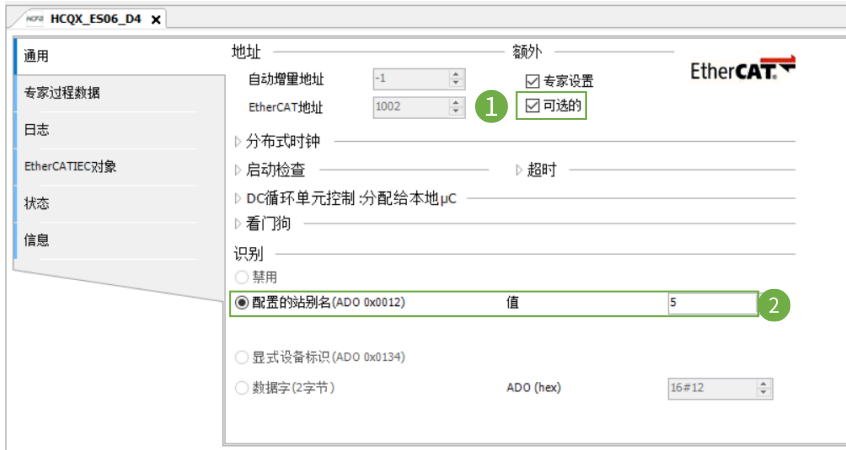 HCFA HCQX_ES06_D4 ×
通用
专家过程数据
日志
EtherCATIEC对象
状态
信息
地址 额外
自动增量地址 -1 专家设置
EtherCAT地址 1002 1 可选的
EtherCAT
分布式时钟
启动检查 超时
DC循环单元控制:分配给本地µC
看门狗
识别
禁用
配置的站别名(ADO 0x0012) 值 5 2
显式设备标识(ADO 0x0134)
数据字(2字节) ADO (hex) 16#12